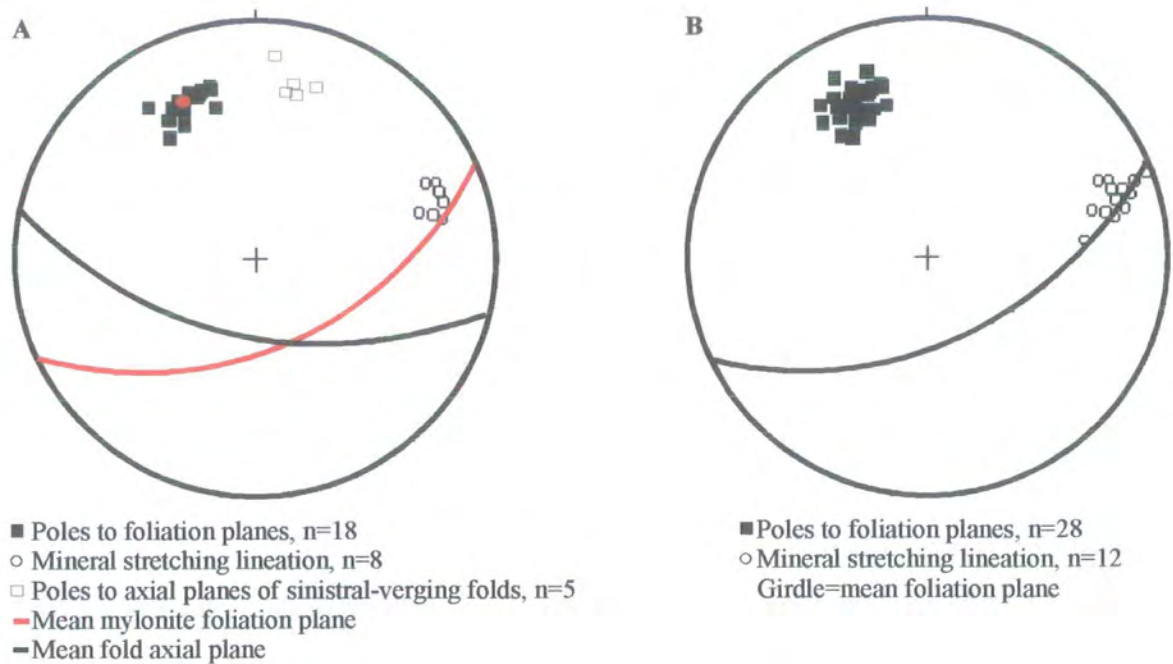 A
B
■ Poles to foliation planes, n=18
○ Mineral stretching lineation, n=8
□ Poles to axial planes of sinistral-verging folds, n=5
Mean mylonite foliation plane
Mean fold axial plane
■ Poles to foliation planes, n=28
○ Mineral stretching lineation, n=12
Girdle=mean foliation plane